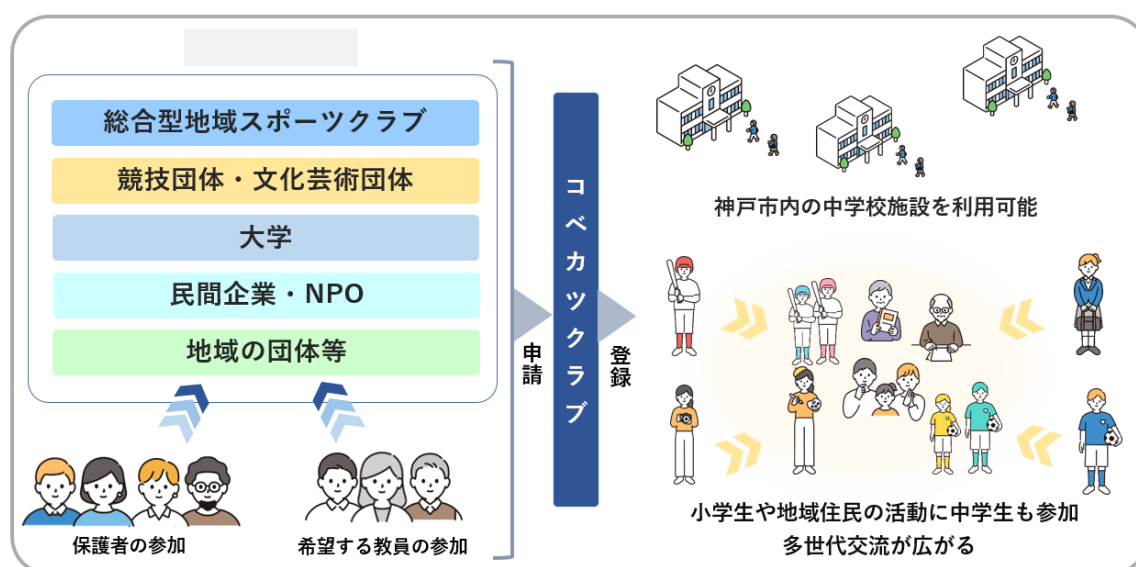 総合型地域スポーツクラブ
競技団体・文化芸術団体
大学
民間企業・NPO
地域の団体等
保護者の参加
希望する教員の参加
申請
コベカツクラブ
登録
神戸市内の中学校施設を利用可能
小学生や地域住民の活動に中学生も参加
多世代交流が広がる